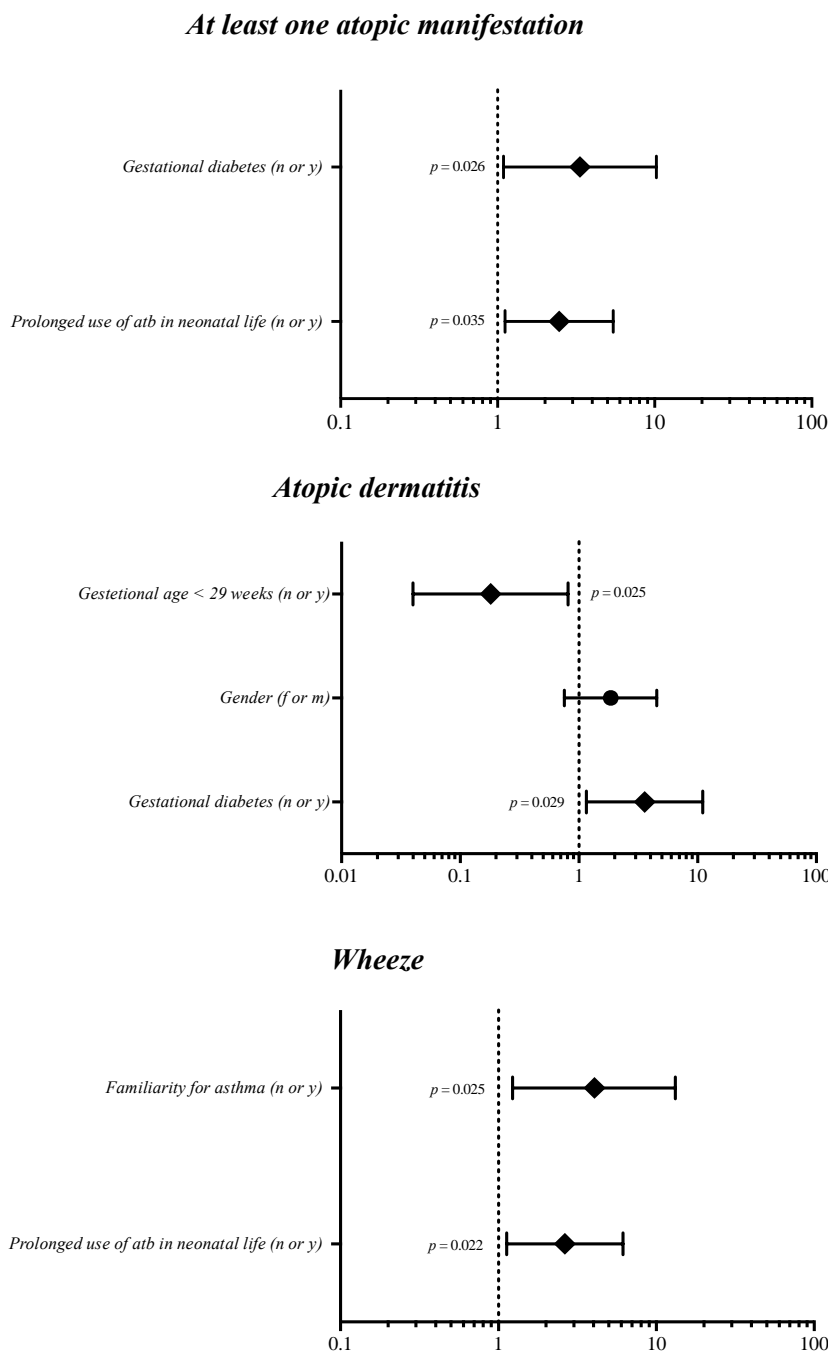 At least one atopic manifestation
Gestational diabetes (n or y)
p = 0.026
Prolonged use of atb in neonatal life (n or y)
p = 0.035
0.1 1 10 100
Atopic dermatitis
Gestetional age < 29 weeks (n or y)
p = 0.025
Gender (f or m)
Gestational diabetes (n or y)
p = 0.029
0.01 0.1 1 10 100
Wheeze
Familiarity for asthma (n or y)
p = 0.025
Prolonged use of atb in neonatal life (n or y)
p = 0.022
0.1 1 10 100